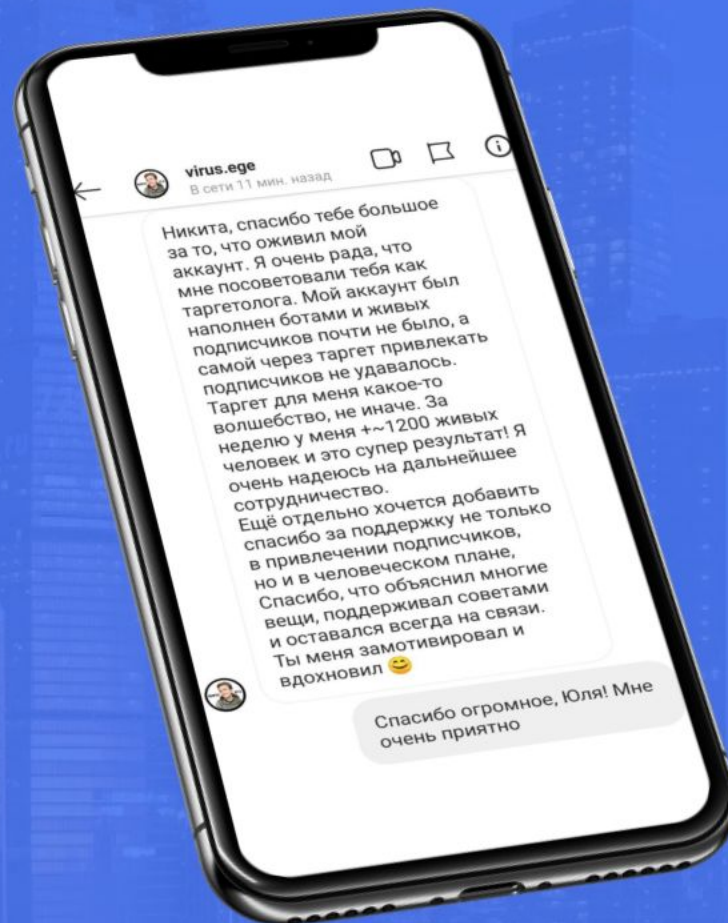 virus.ege
В сети 11 мин. назад
Никита, спасибо тебе большое
за то, что оживил мой
аккаунт. Я очень рада, что
мне посоветовали тебя как
таргетолога. Мой аккаунт был
наполнен ботами и живых
подписчиков почти не было, а
самой через таргет привлекать
подписчиков не удавалось.
Таргет для меня какое-то
волшебство, не иначе. За
неделю у меня +~1200 живых
человек и это супер результат! Я
очень надеюсь на дальнейшее
сотрудничество.
Ещё отдельно хочется добавить
спасибо за поддержку не только
в привлечении подписчиков,
но и в человеческом плане,
Спасибо, что объяснил многие
вещи, поддерживал советами
и оставался всегда на связи.
Ты меня замотивировал и
вдохновил 😊
Спасибо огромное, Юля! Мне
очень приятно